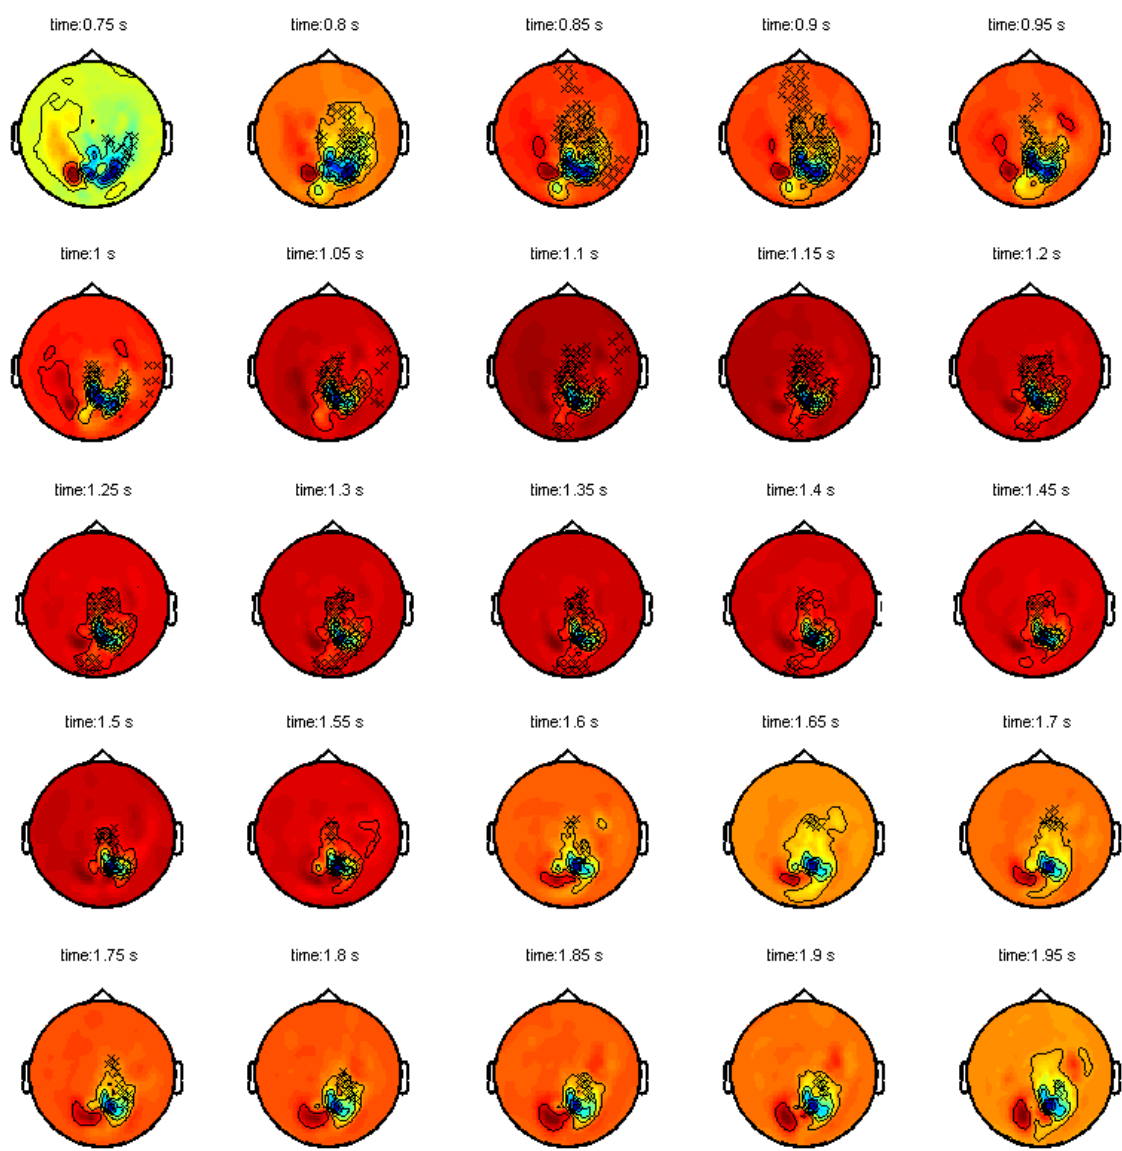 time:0.75 s
time:0.8 s
time:0.85 s
time:0.9 s
time:0.95 s
time:1 s
time:1.05 s
time:1.1 s
time:1.15 s
time:1.2 s
time:1.25 s
time:1.3 s
time:1.35 s
time:1.4 s
time:1.45 s
time:1.5 s
time:1.55 s
time:1.6 s
time:1.65 s
time:1.7 s
time:1.75 s
time:1.8 s
time:1.85 s
time:1.9 s
time:1.95 s